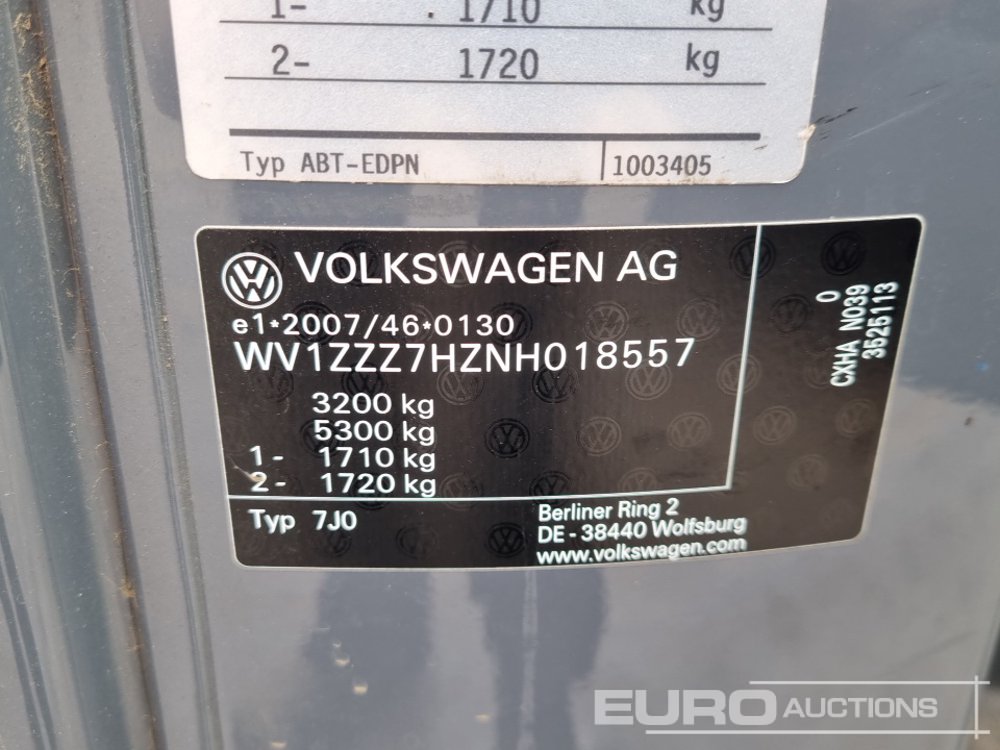 1- 1710 kg
2- 1720 kg
Typ ABT-EDPN 1003405
VOLKSWAGEN AG
e1*2007/46*0130
WV1ZZZ7HZNH018557
3200 kg
5300 kg
1- 1710 kg
2- 1720 kg
Typ 7J0
Berliner Ring 2
DE-38440 Wolfsburg
www.volkswagen.com
0
CXHA N039
3525113
EURO AUCTIONS